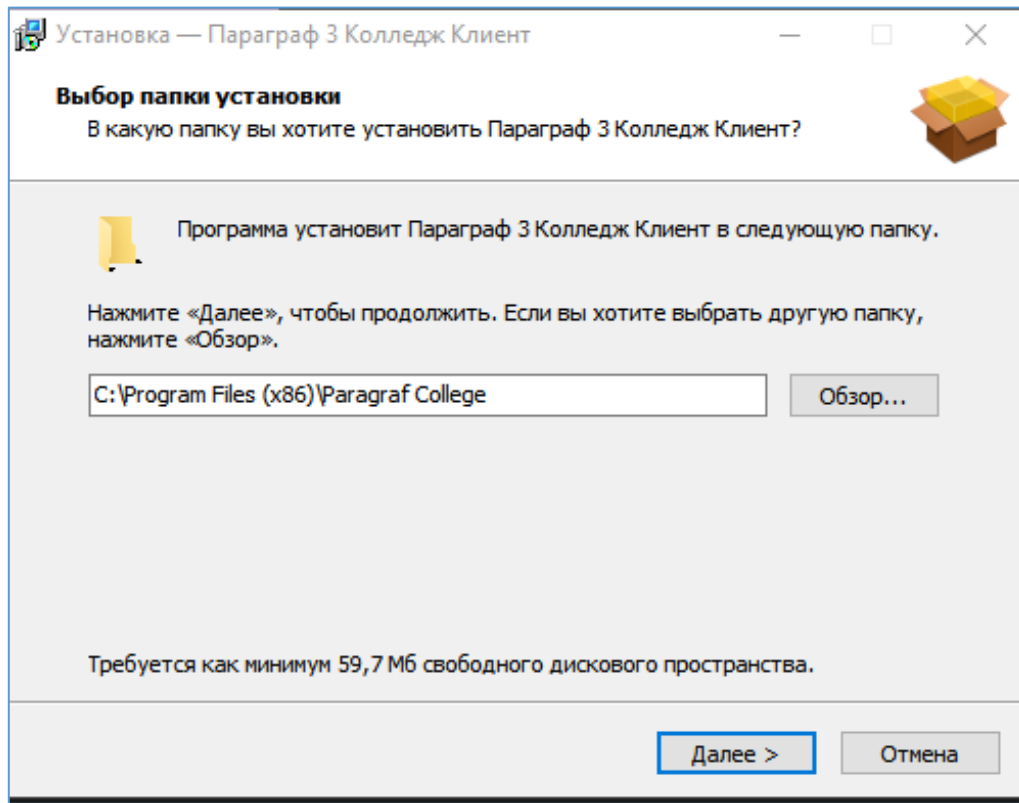 Установка — Параграф 3 Колледж Клиент
Выбор папки установки
В какую папку вы хотите установить Параграф 3 Колледж Клиент?
Программа установит Параграф 3 Колледж Клиент в следующую папку.
Нажмите «Далее», чтобы продолжить. Если вы хотите выбрать другую папку,
нажмите «Обзор».
C:\Program Files (x86)\Paragraf College
Обзор...
Требуется как минимум 59,7 Мб свободного дискового пространства.
Далее >
Отмена